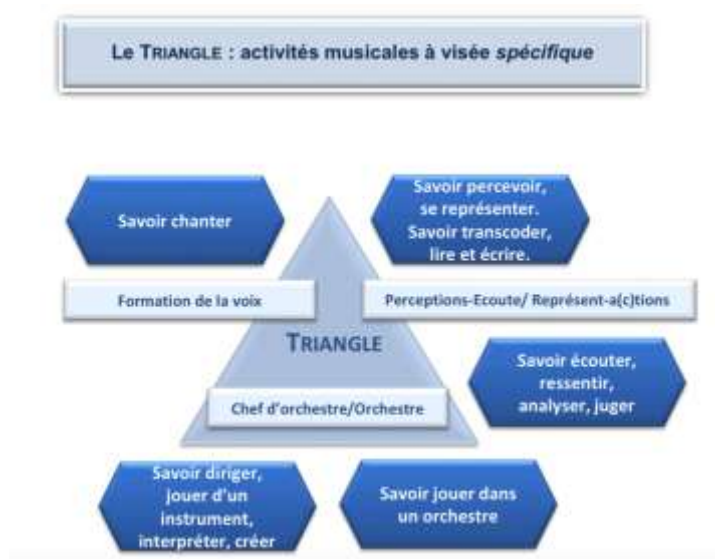 Le TRIANGLE : activités musicales à visée spécifique
Savoir chanter
Savoir percevoir,
se représenter.
Savoir transcoder,
lire et écrire.
Formation de la voix
Perceptions-Ecoute/ Représent-a(c)tions
TRIANGLE
Savoir écouter,
ressentir,
analyser, juger
Chef d'orchestre/Orchestre
Savoir diriger,
jouer d'un
instrument,
interpréter, créer
Savoir jouer dans
un orchestre